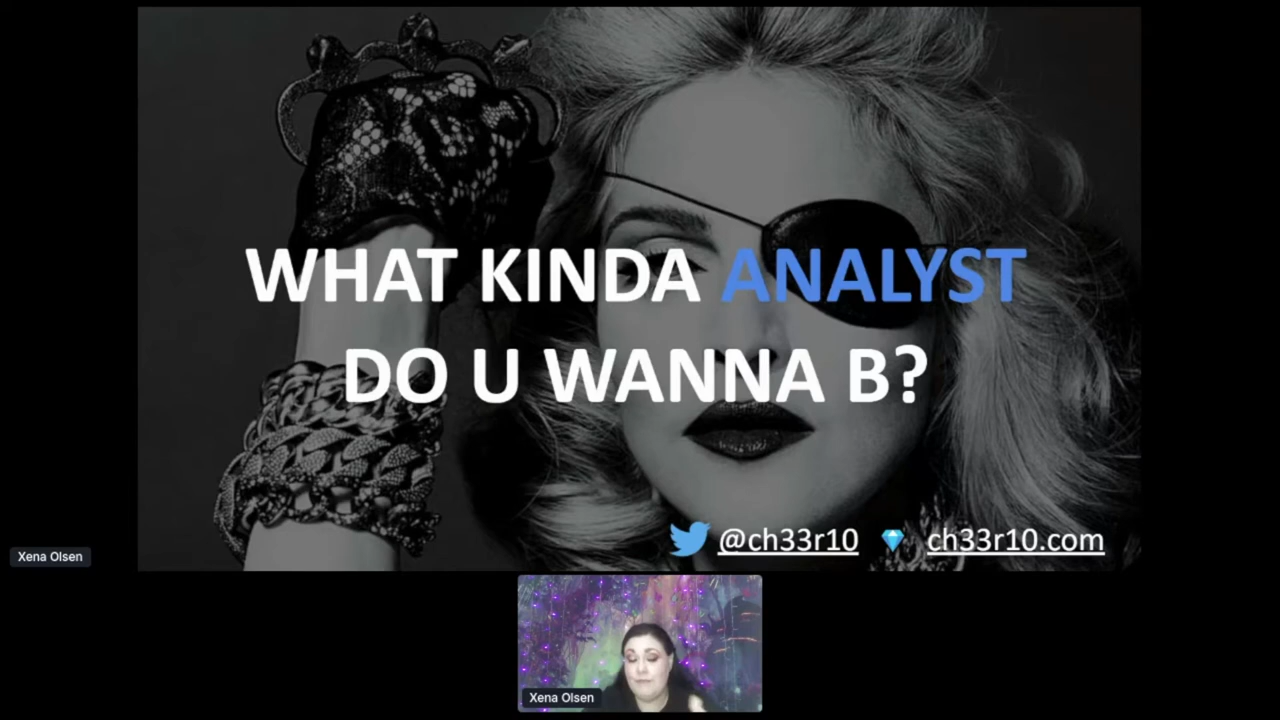 WHAT KINDA ANALYST
DO U WANNA B?
@ch33r10 ch33r10.com
Xena Olsen
Xena Olsen